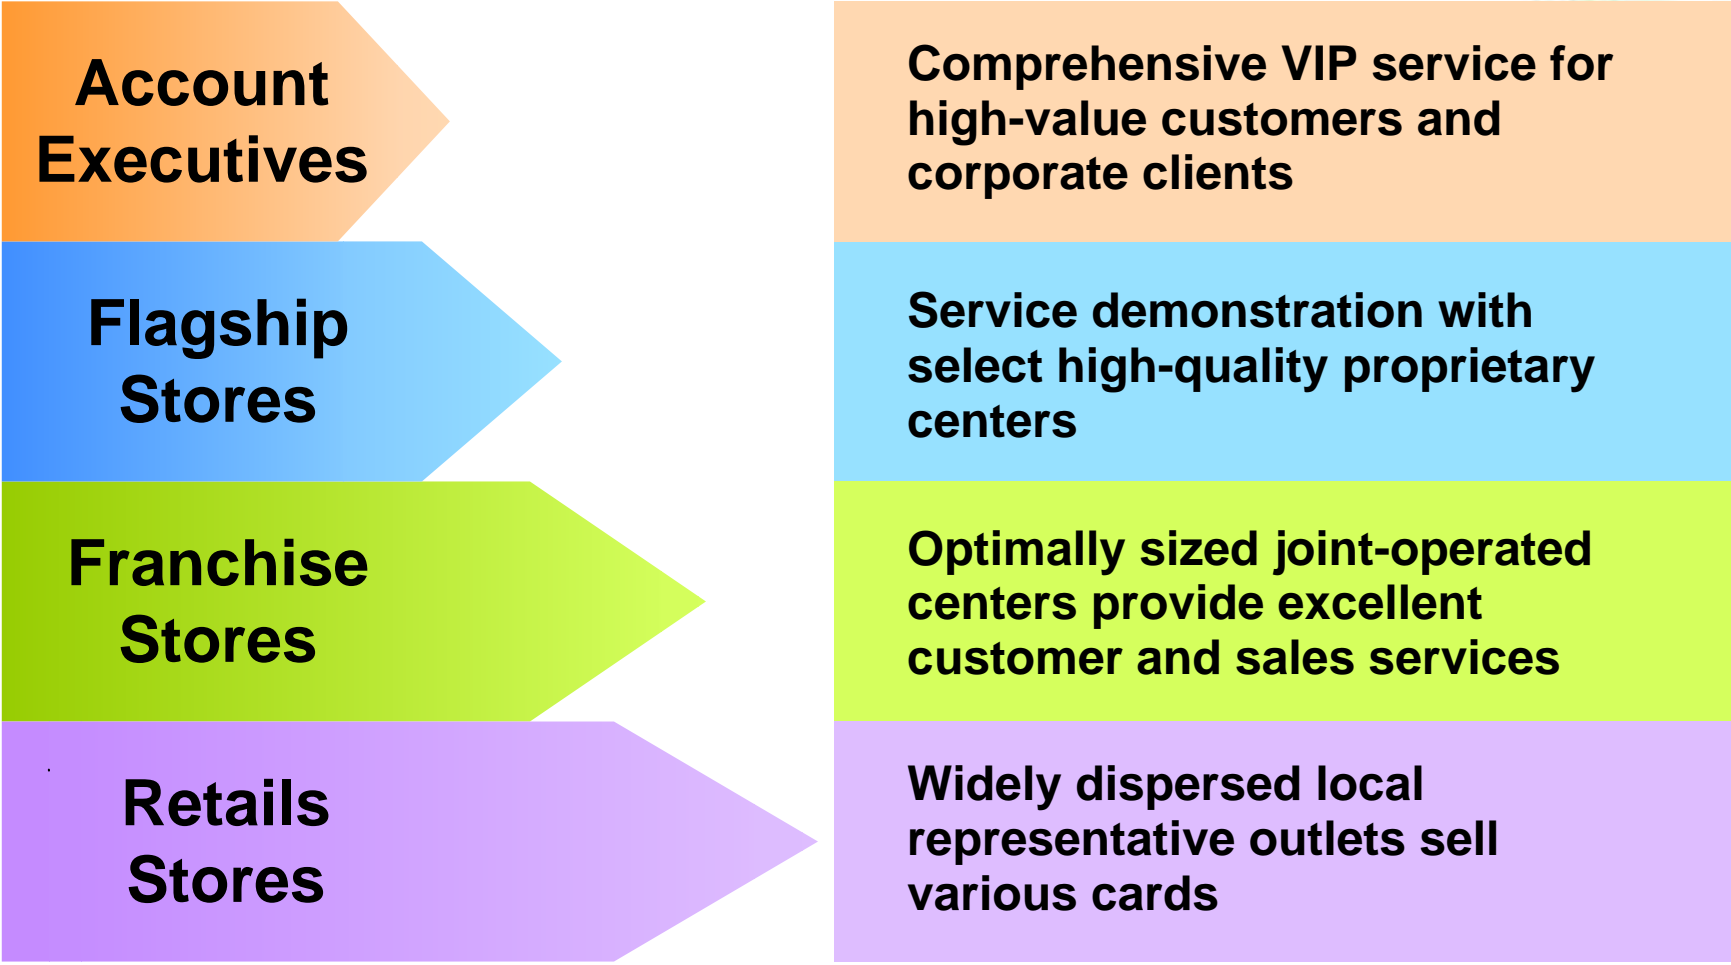 Account
Executives
Comprehensive VIP service for
high-value customers and
corporate clients
Flagship
Stores
Service demonstration with
select high-quality proprietary
centers
Franchise
Stores
Optimally sized joint-operated
centers provide excellent
customer and sales services
Retails
Stores
Widely dispersed local
representative outlets sell
various cards